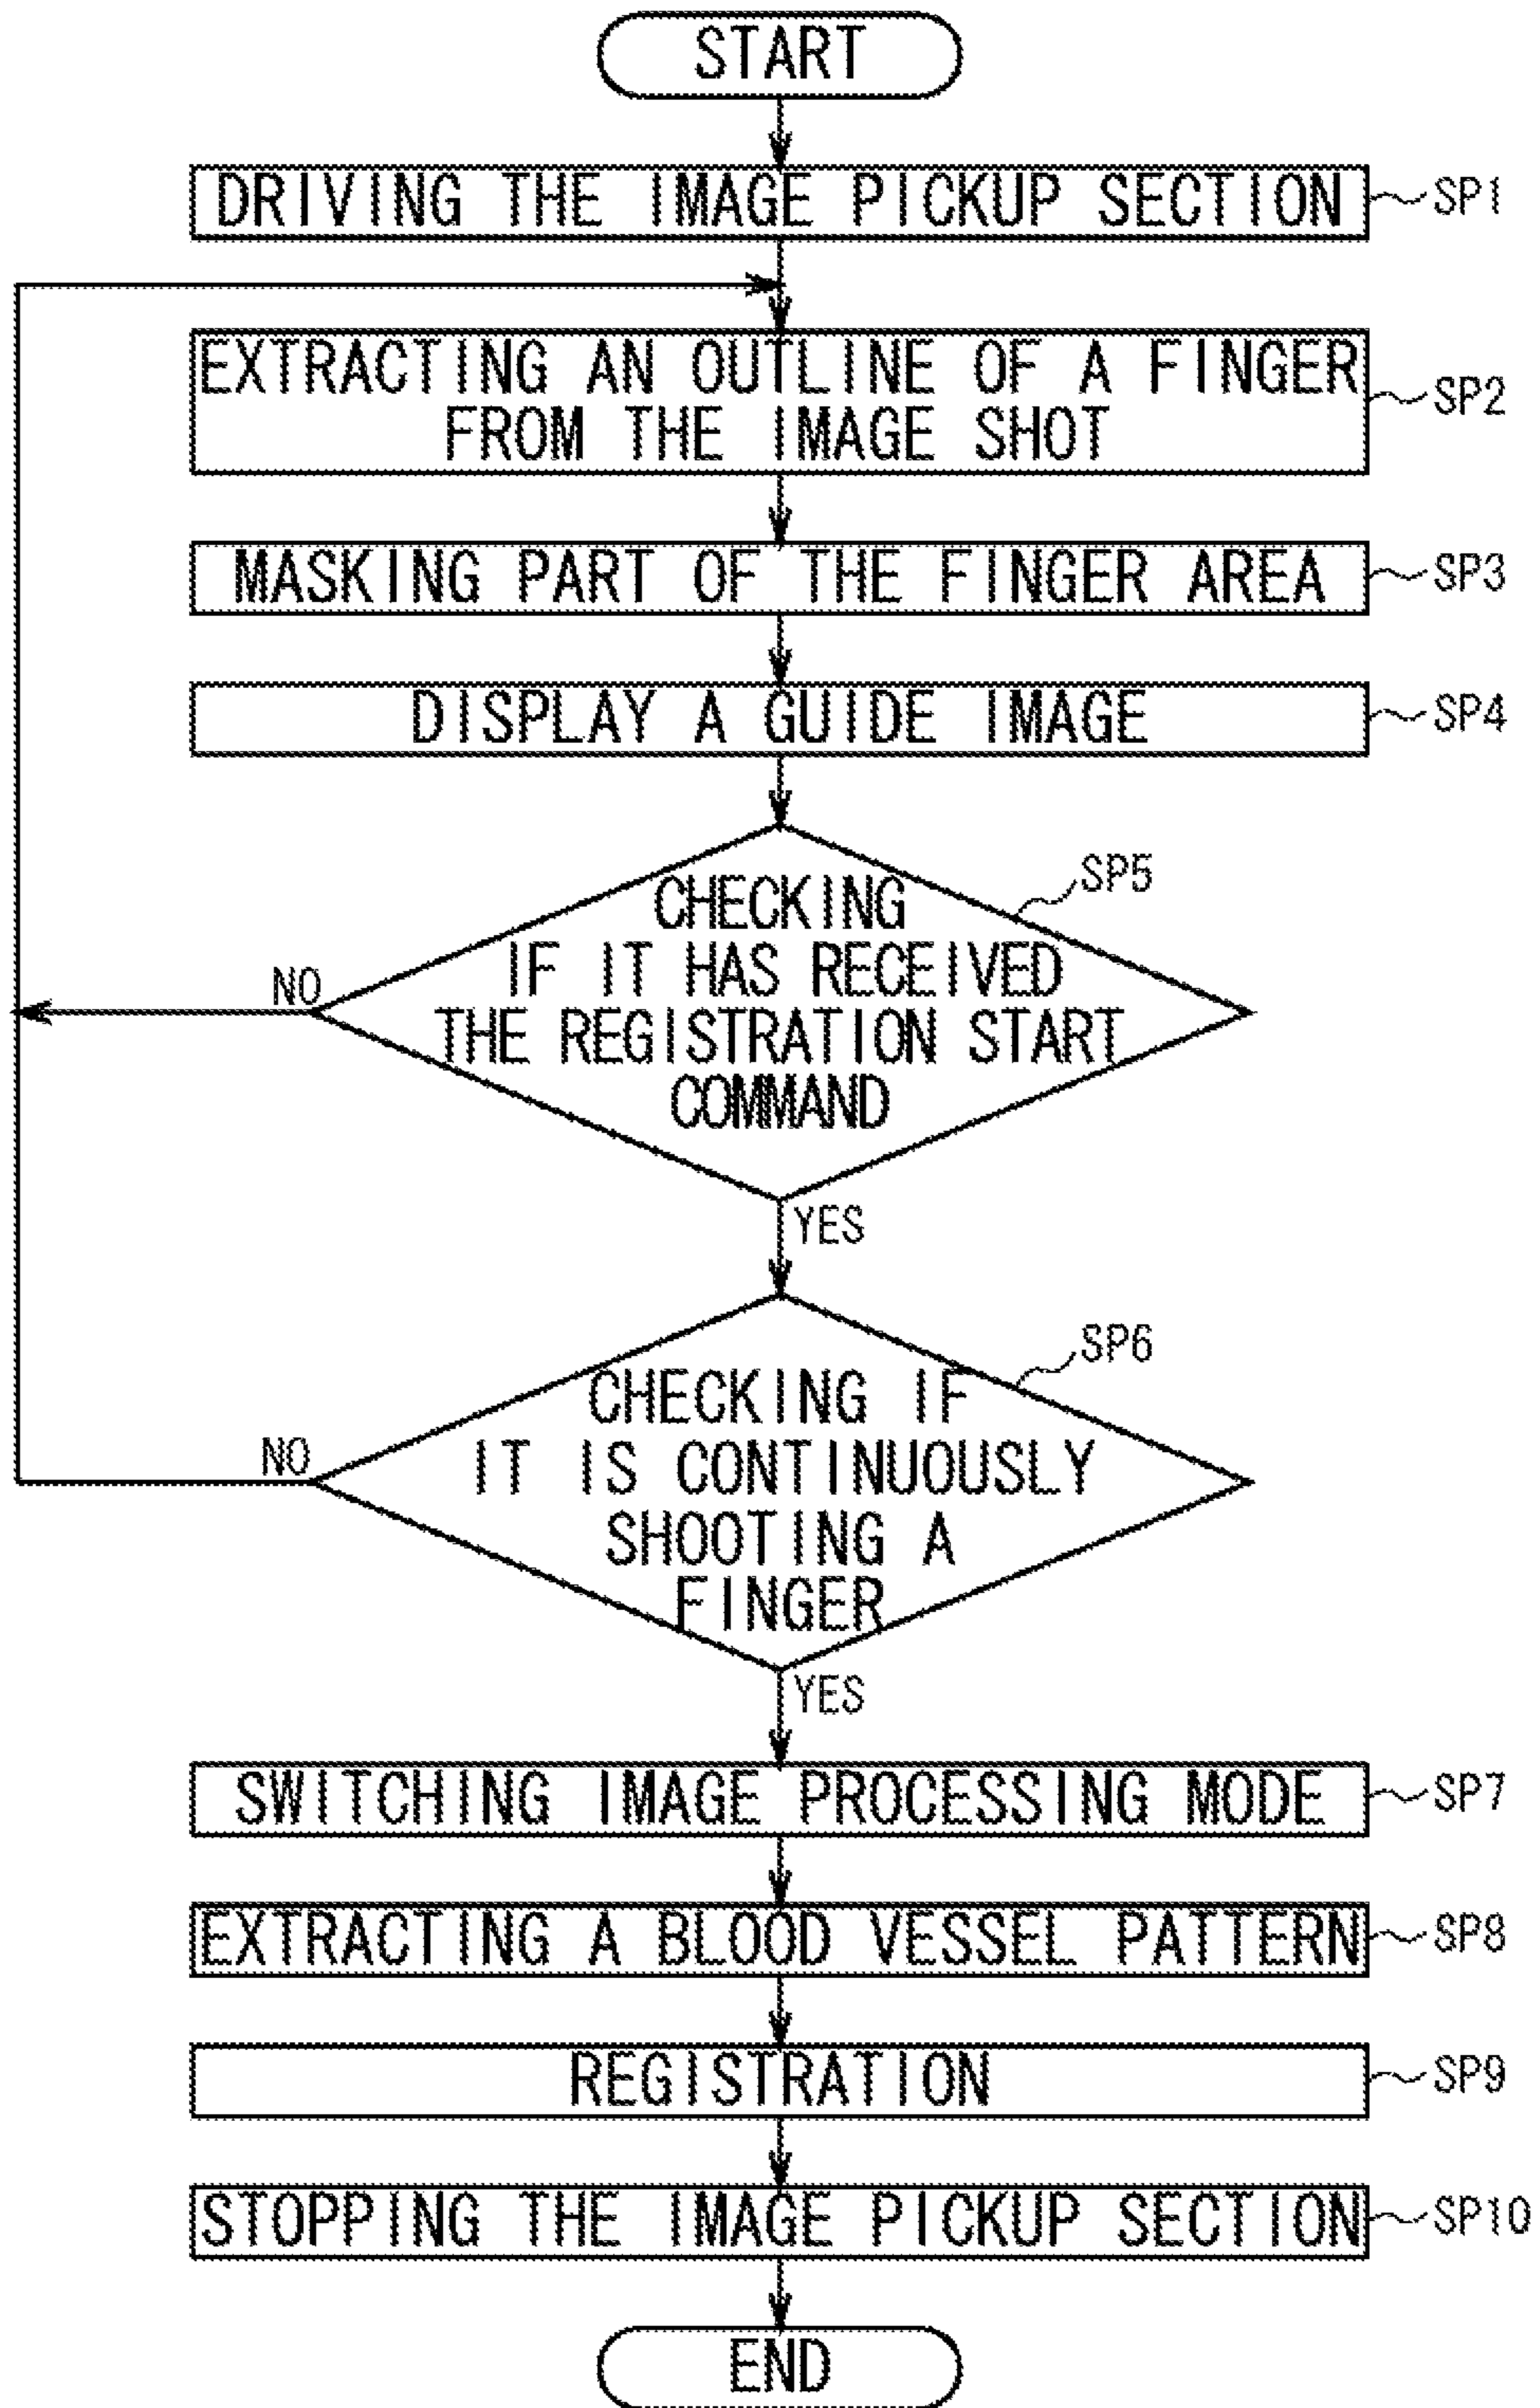 START
DRIVING THE IMAGE PICKUP SECTION
SP1
EXTRACTING AN OUTLINE OF A FINGER
FROM THE IMAGE SHOT
SP2
MASKING PART OF THE FINGER AREA
SP3
DISPLAY A GUIDE IMAGE
SP4
SP5
CHECKING
IF IT HAS RECEIVED
THE REGISTRATION START
COMMAND
NO
YES
SP6
CHECKING IF
IT IS CONTINUOUSLY
SHOOTING A
FINGER
NO
YES
SWITCHING IMAGE PROCESSING MODE
SP7
EXTRACTING A BLOOD VESSEL PATTERN
SP8
REGISTRATION
SP9
STOPPING THE IMAGE PICKUP SECTION
SP10
END